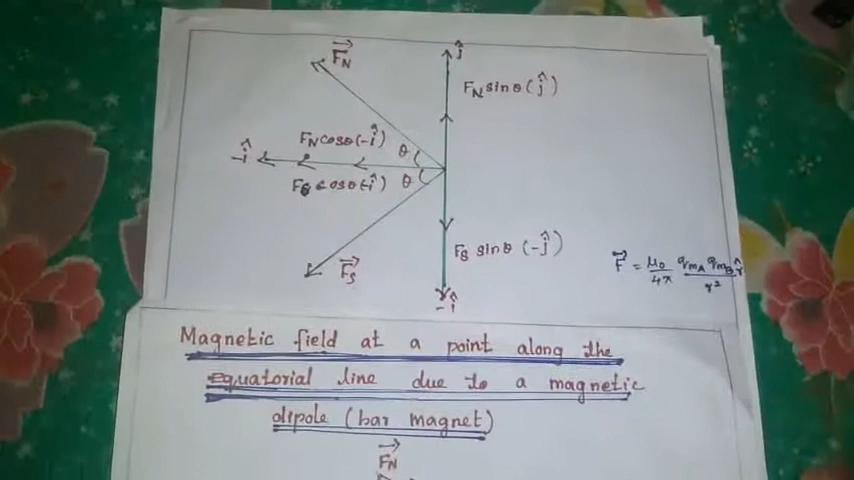 F⃗N
ĵ
FN sinθ (ĵ)
FN cosθ (-î)
θ
-î
FS cosθ (-î)
θ
FS sinθ (-ĵ)
F⃗S
F⃗ = μ0/4π qmA qmB r̂/r²
-î
Magnetic field at a point along the
equatorial line due to a magnetic
dipole (bar magnet)
F⃗N